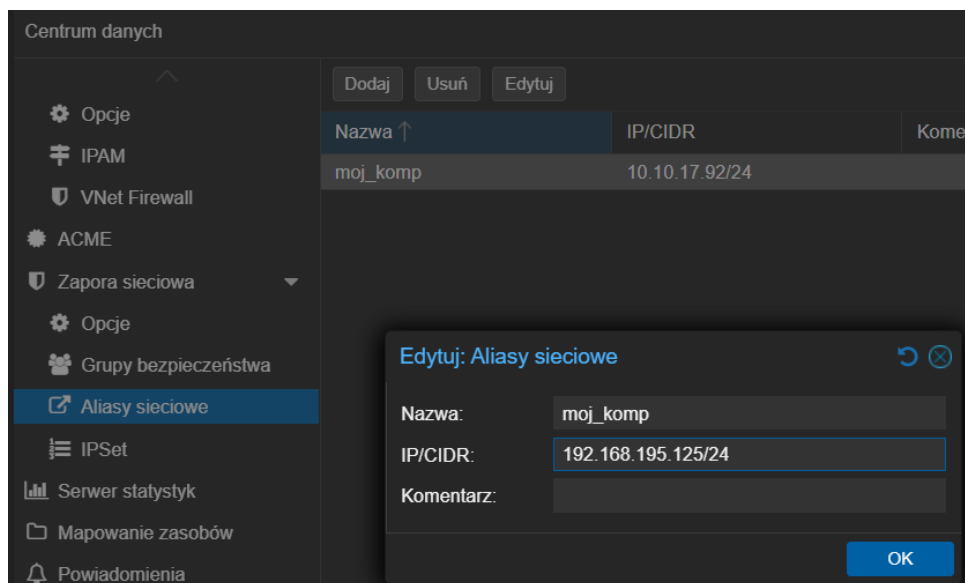 Centrum danych
Opcje
IPAM
VNet Firewall
ACME
Zapora sieciowa
Opcje
Grupy bezpieczeństwa
Aliasy sieciowe
IPSet
Serwer statystyk
Mapowanie zasobów
Powiadomienia
Dodaj Usuń Edytuj
Nazwa IP/CIDR Kome
moj_komp 10.10.17.92/24
Edytuj: Aliasy sieciowe
Nazwa: moj_komp
IP/CIDR: 192.168.195.125/24
Komentarz:
OK